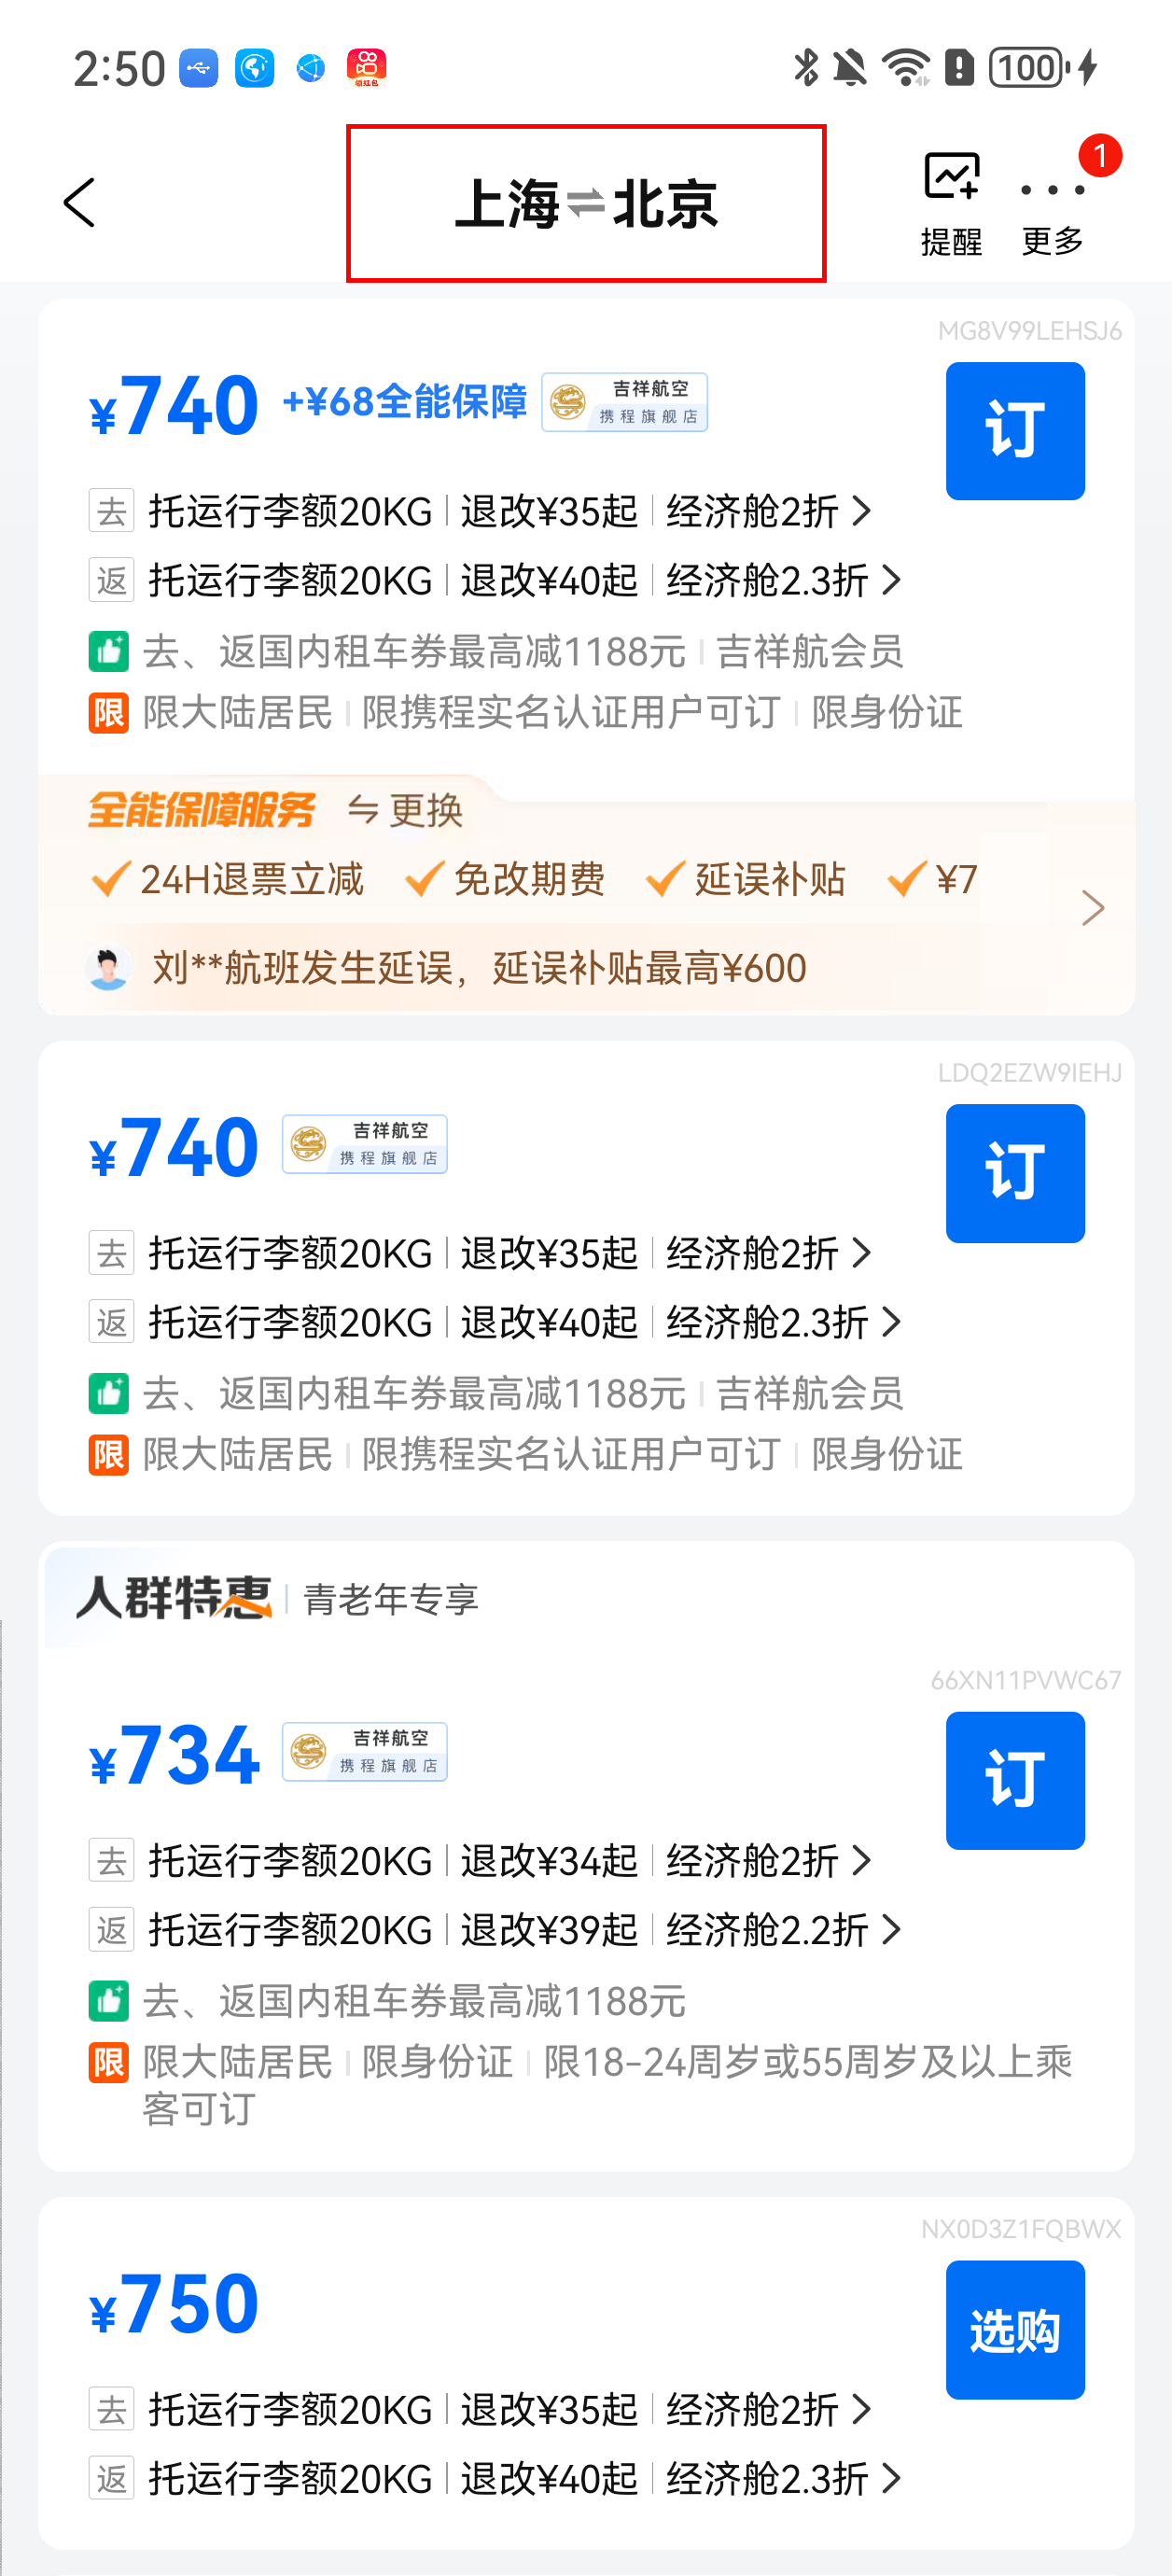 2:50
领红包
100
上海⇌北京
1
提醒
更多
MG8V99LEHSJ6
¥740 +¥68全能保障 吉祥航空
携程旗舰店
订
去 托运行李额20KG | 退改¥35起 | 经济舱2折 >
返 托运行李额20KG | 退改¥40起 | 经济舱2.3折 >
去、返国内租车券最高减1188元 | 吉祥航会员
限 限大陆居民 | 限携程实名认证用户可订 | 限身份证
全能保障服务 ⇋ 更换
24H退票立减 免改期费 延误补贴 ¥7
刘**航班发生延误，延误补贴最高¥600
LDQ2EZW9IEHJ
¥740 吉祥航空
携程旗舰店
订
去 托运行李额20KG | 退改¥35起 | 经济舱2折 >
返 托运行李额20KG | 退改¥40起 | 经济舱2.3折 >
去、返国内租车券最高减1188元 | 吉祥航会员
限 限大陆居民 | 限携程实名认证用户可订 | 限身份证
人群特惠 | 青老年专享
66XN11PVWC67
¥734 吉祥航空
携程旗舰店
订
去 托运行李额20KG | 退改¥34起 | 经济舱2折 >
返 托运行李额20KG | 退改¥39起 | 经济舱2.2折 >
去、返国内租车券最高减1188元
限 限大陆居民 | 限身份证 | 限18-24周岁或55周岁及以上乘
客可订
NX0D3Z1FQBWX
¥750
选购
去 托运行李额20KG | 退改¥35起 | 经济舱2折 >
返 托运行李额20KG | 退改¥40起 | 经济舱2.3折 >